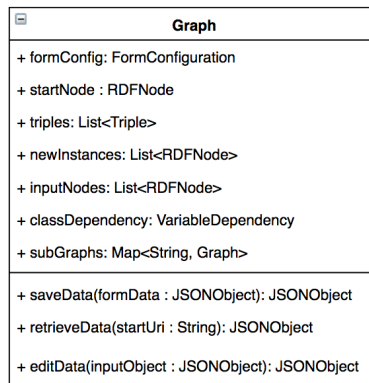 Graph
+ formConfig: FormConfiguration
+ startNode : RDFNode
+ triples: List<Triple>
+ newInstances: List<RDFNode>
+ inputNodes: List<RDFNode>
+ classDependency: VariableDependency
+ subGraphs: Map<String, Graph>
+ saveData(formData : JSONObject): JSONObject
+ retrieveData(startUri : String): JSONObject
+ editData(inputObject : JSONObject): JSONObject